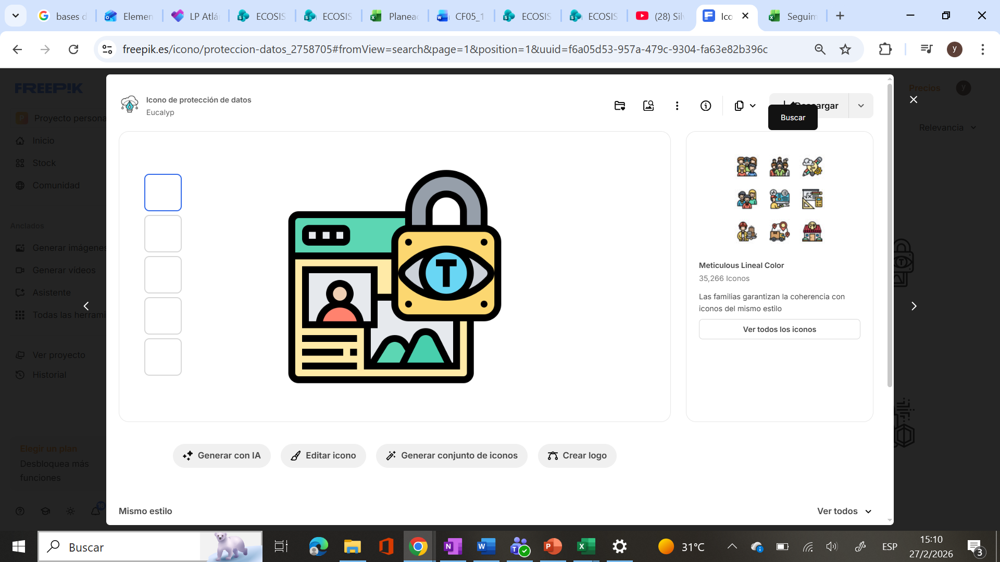 bases d
Elemen
LP Atlá
ECOSIS
ECOSIS
Planeac
CF05_1
ECOSIS
ECOSIS
(28) Sil
Ico
Seguim
freepik.es/icono/proteccion-datos_2758705#fromView=search&page=1&position=1&uuid=f6a05d53-957a-479c-9304-fa63e82b396c
y
FREEPIK
Precios
y
P
Proyecto persona
Inicio
Stock
Comunidad
Anclados
Generar imágenes
Generar vídeos
Asistente
Todas las herrami
Ver proyecto
Historial
Elegir un plan
Desbloquea más
funciones
16
Relevancia
Icono de protección de datos
Eucalyp
Descargar
Buscar
T
Meticulous Lineal Color
35,266 Iconos
Las familias garantizan la coherencia con
iconos del mismo estilo
Ver todos los iconos
Generar con IA
Editar icono
Generar conjunto de iconos
Crear logo
Mismo estilo
Ver todos
Buscar
31°C
ESP
15:10
27/2/2026
3